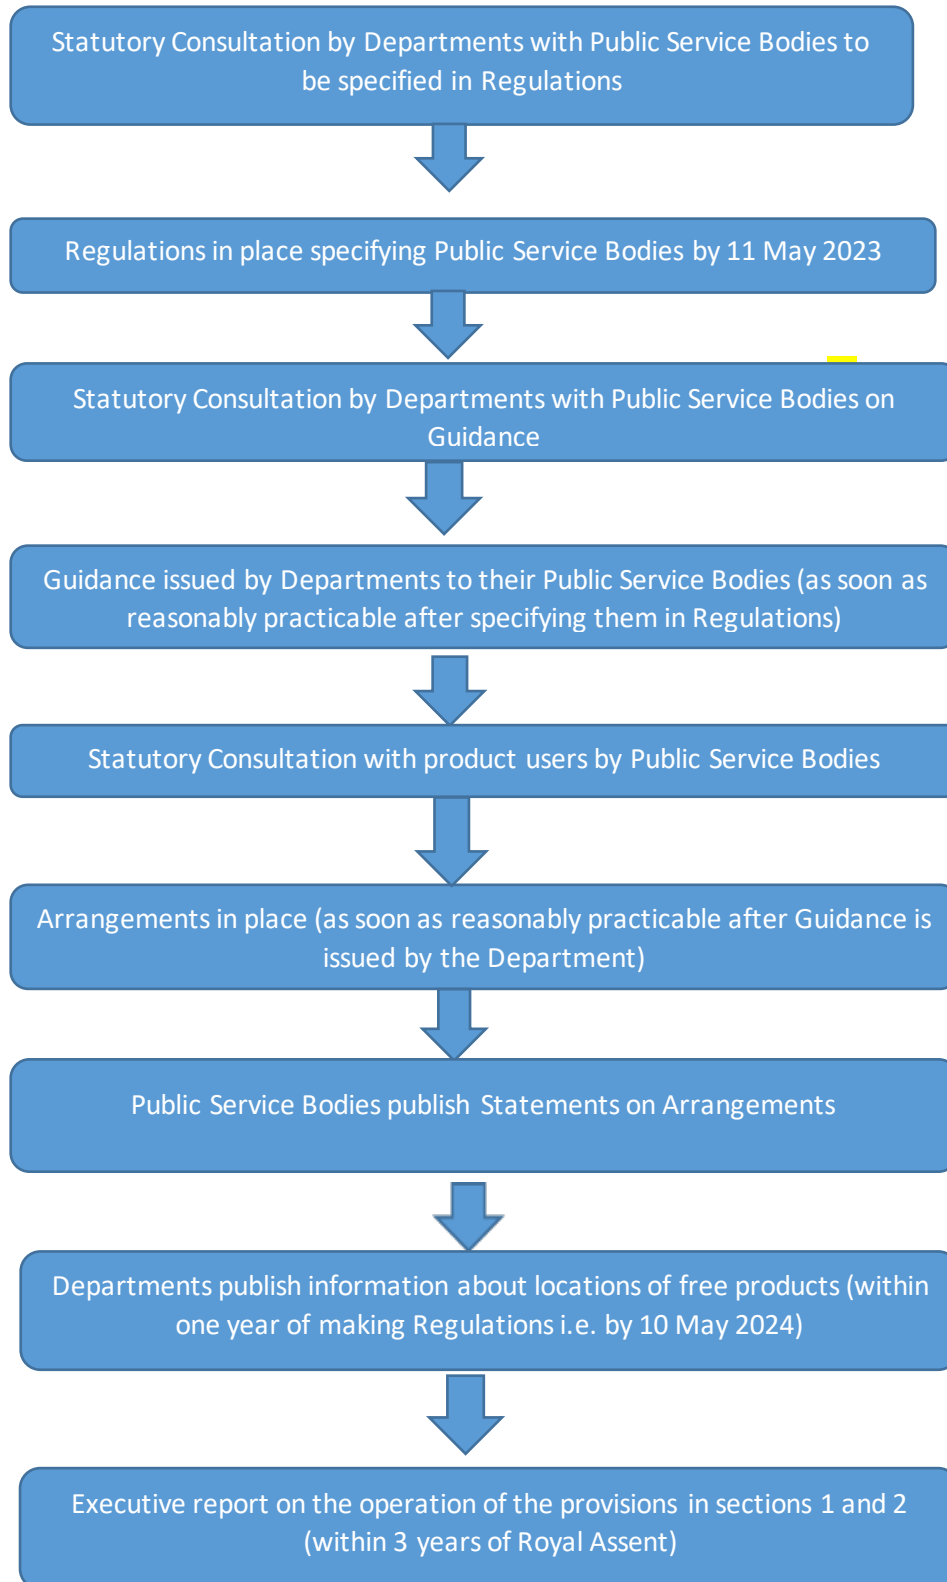 Statutory Consultation by Departments with Public Service Bodies to
be specified in Regulations
Regulations in place specifying Public Service Bodies by 11 May 2023
Statutory Consultation by Departments with Public Service Bodies on
Guidance
Guidance issued by Departments to their Public Service Bodies (as soon as
reasonably practicable after specifying them in Regulations)
Statutory Consultation with product users by Public Service Bodies
Arrangements in place (as soon as reasonably practicable after Guidance is
issued by the Department)
Public Service Bodies publish Statements on Arrangements
Departments publish information about locations of free products (within
one year of making Regulations i.e. by 10 May 2024)
Executive report on the operation of the provisions in sections 1 and 2
(within 3 years of Royal Assent)